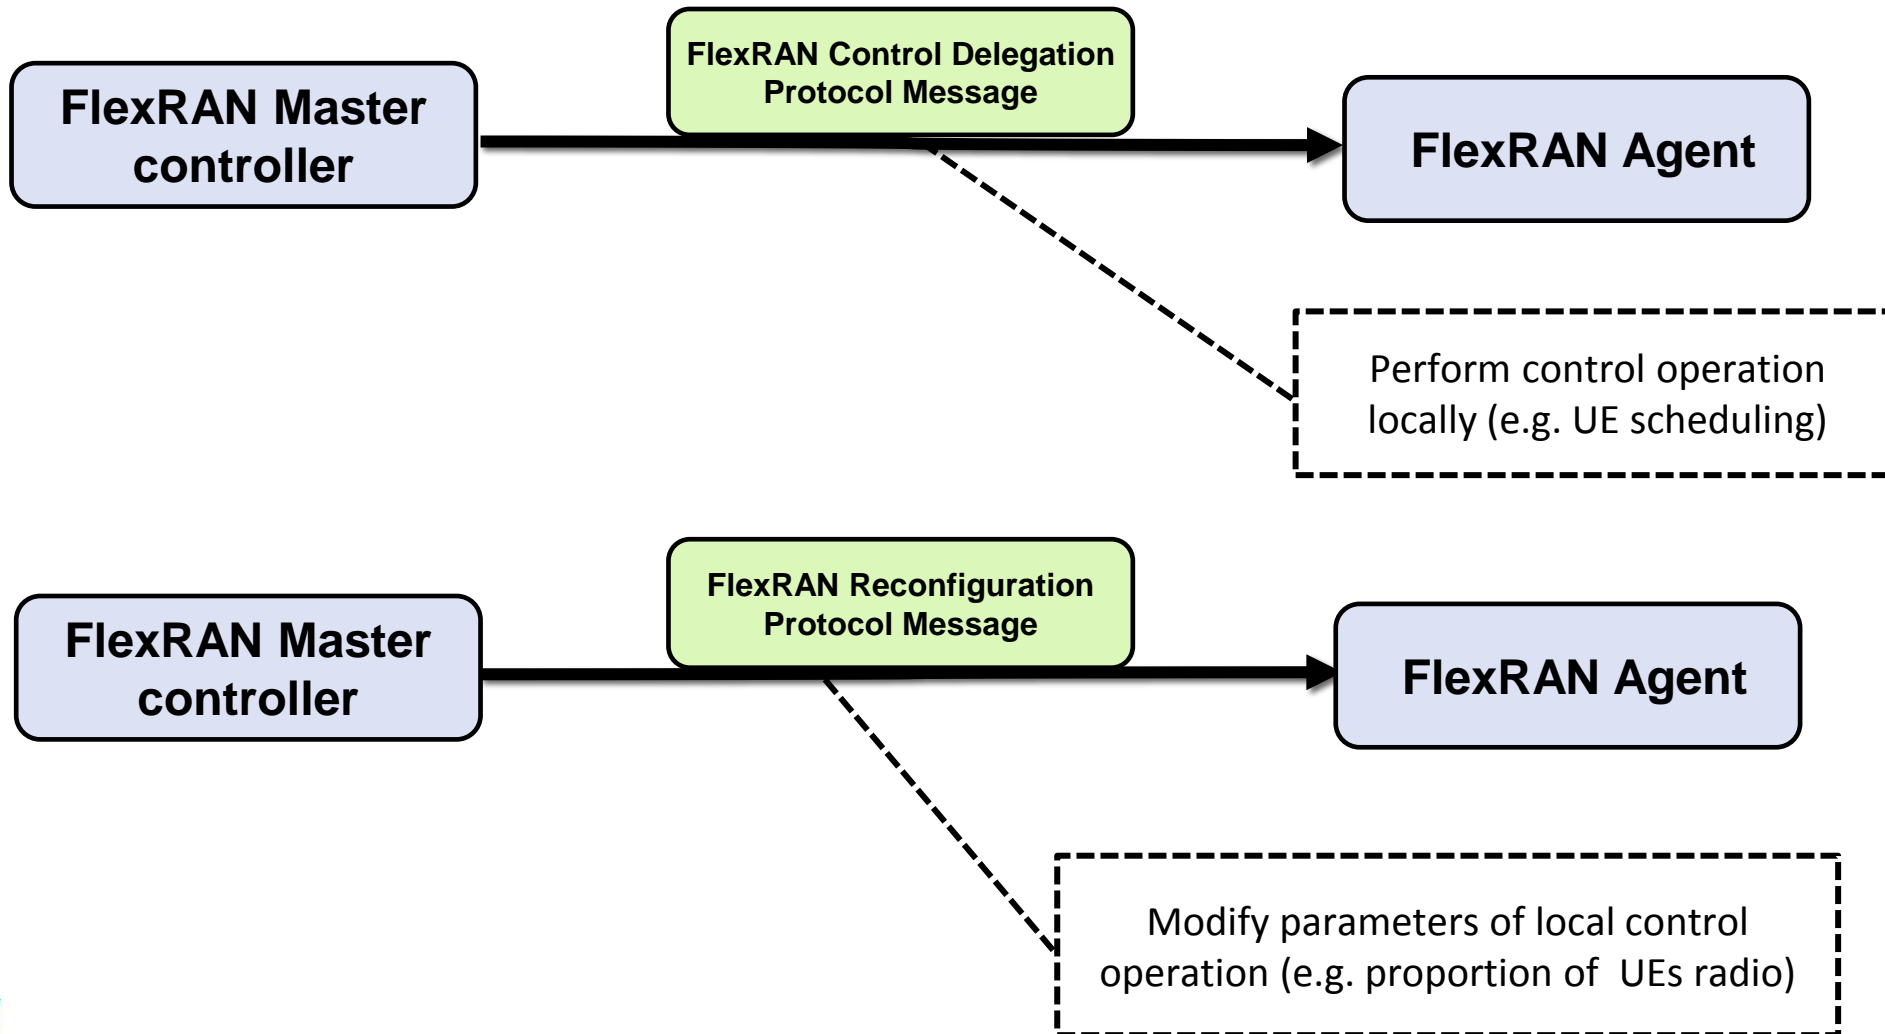 FlexRAN Control Delegation
Protocol Message
FlexRAN Master
controller
FlexRAN Agent
Perform control operation
locally (e.g. UE scheduling)
FlexRAN Reconfiguration
Protocol Message
FlexRAN Master
controller
FlexRAN Agent
Modify parameters of local control
operation (e.g. proportion of UEs radio)